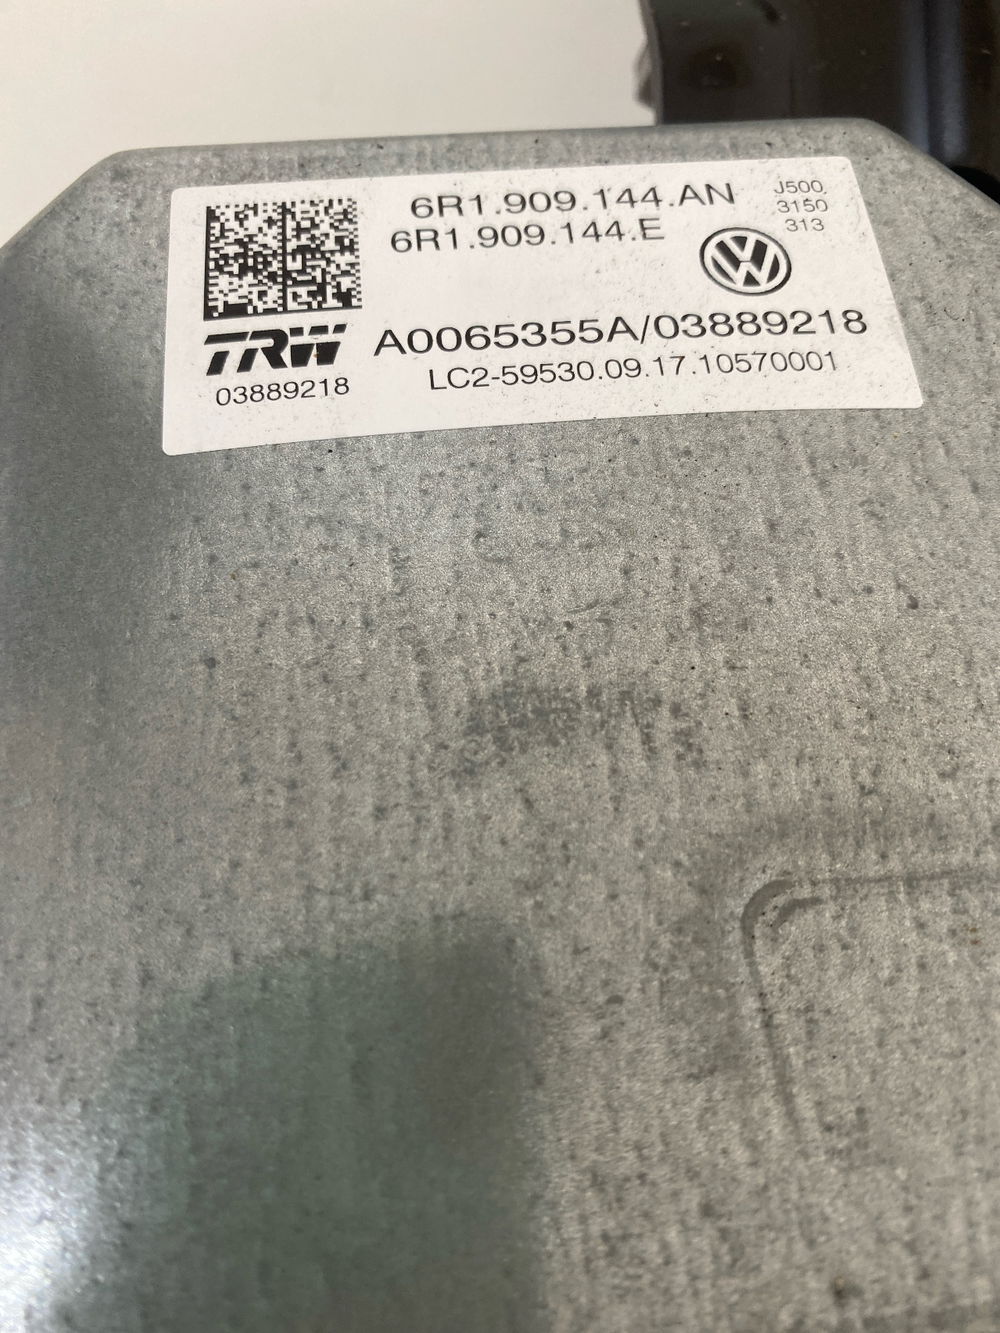 6R1.909.144.AN
6R1.909.144.E
J500
3150
313
TRW
03889218
A0065355A/03889218
LC2-59530.09.17.10570001